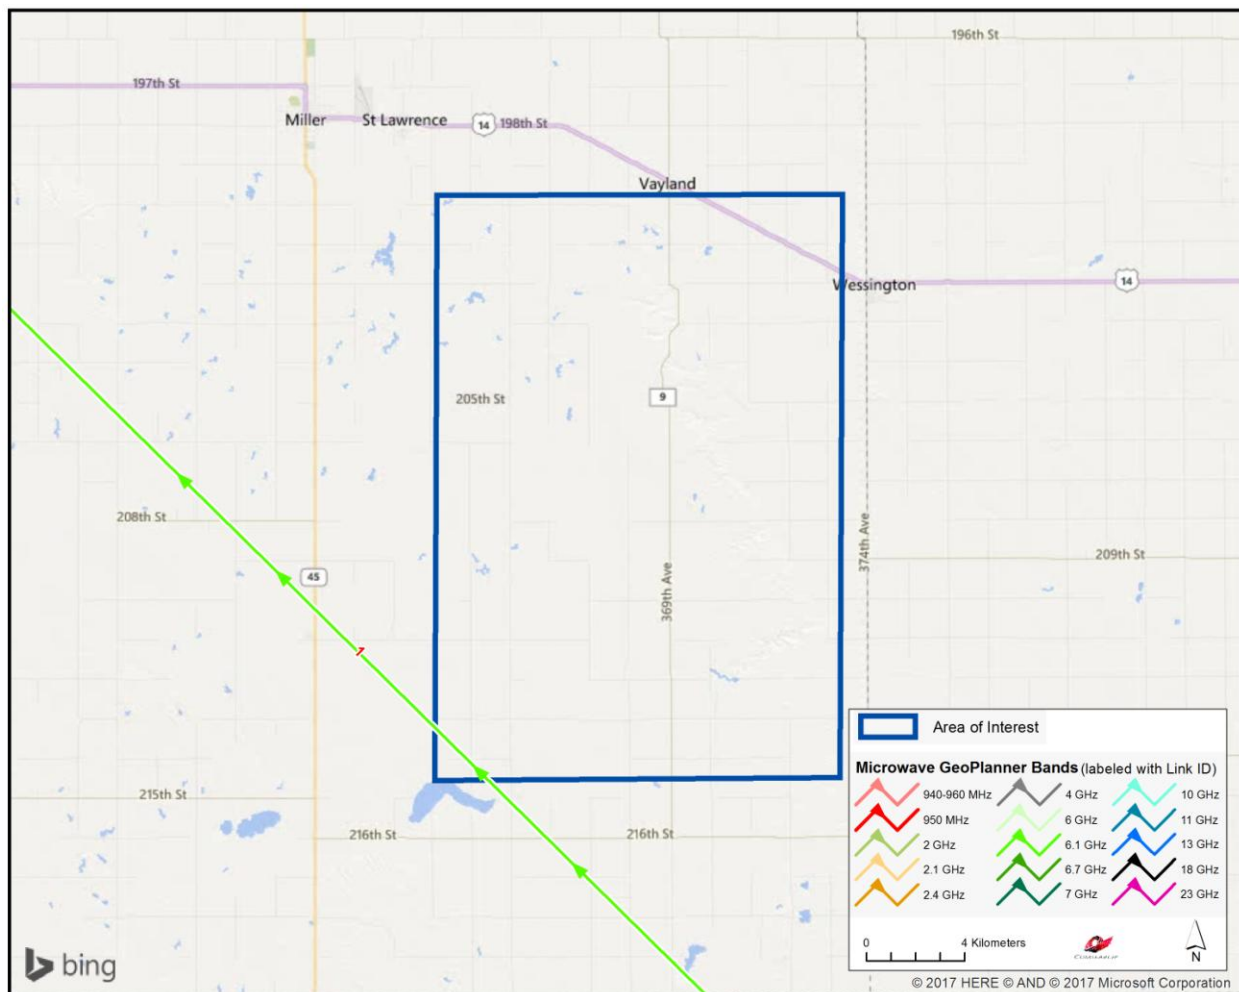 196th St
197th St
Miller
St Lawrence
14
198th St
Vayland
Wessington
14
205th St
9
208th St
45
369th Ave
374th Ave
209th St
1
215th St
216th St
216th St
Area of Interest
Microwave GeoPlanner Bands (labeled with Link ID)
940-960 MHz
4 GHz
10 GHz
950 MHz
6 GHz
11 GHz
2 GHz
6.1 GHz
13 GHz
2.1 GHz
6.7 GHz
18 GHz
2.4 GHz
7 GHz
23 GHz
0
4 Kilometers
N
bing
© 2017 HERE © AND © 2017 Microsoft Corporation